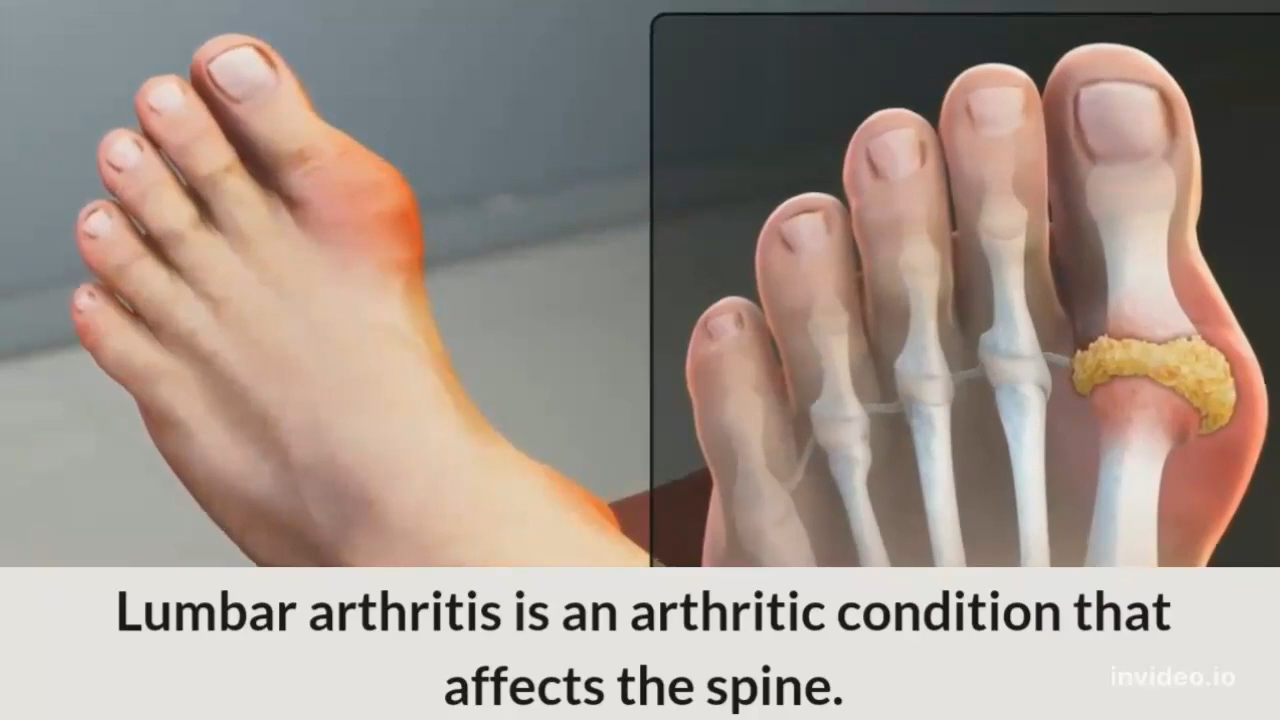 Lumbar arthritis is an arthritic condition that
affects the spine.
invideo.io